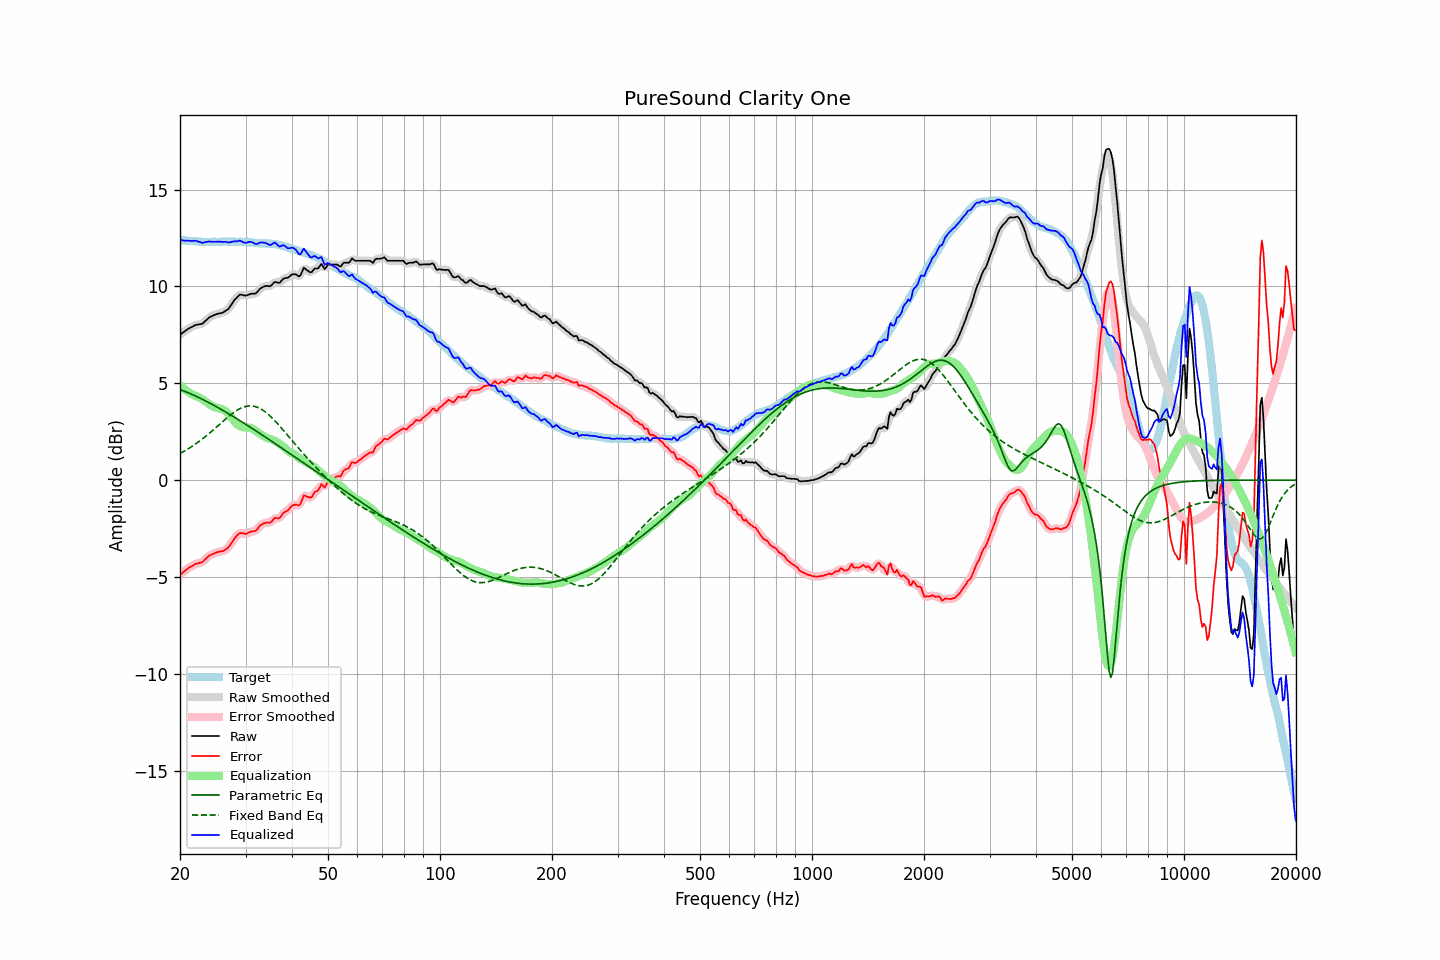 PureSound Clarity One
Amplitude (dBr)
15
10
5
0
−5
−10
−15
Target
Raw Smoothed
Error Smoothed
Raw
Error
Equalization
Parametric Eq
Fixed Band Eq
Equalized
20 50 100 200 500 1000 2000 5000 10000 20000
Frequency (Hz)